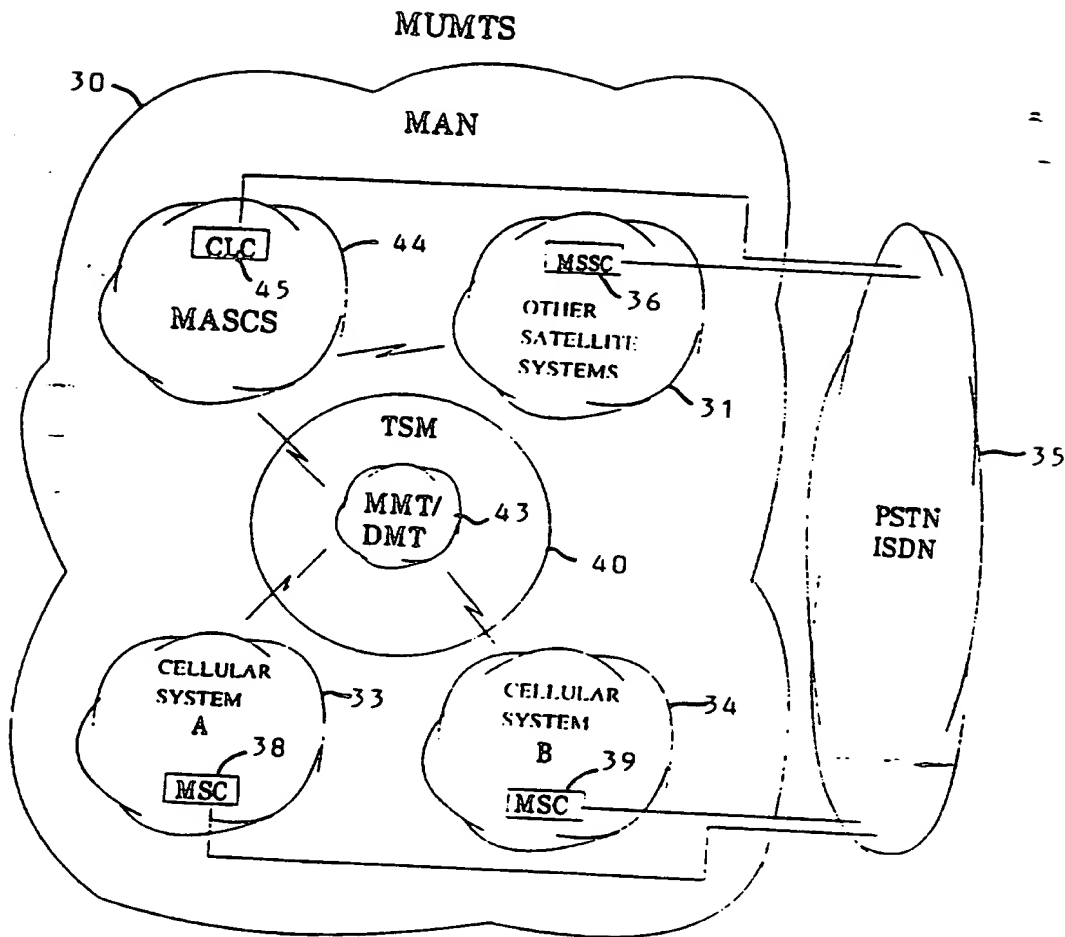 MUMTS
30
MAN
CLC
44
45
MASCS
MSSC
36
OTHER
SATELLITE
SYSTEMS
31
TSM
MMT/
DMT
43
40
35
PSTN
ISDN
CELLULAR
SYSTEM
A
33
38
MSC
CELLULAR
SYSTEM
B
34
39
MSC